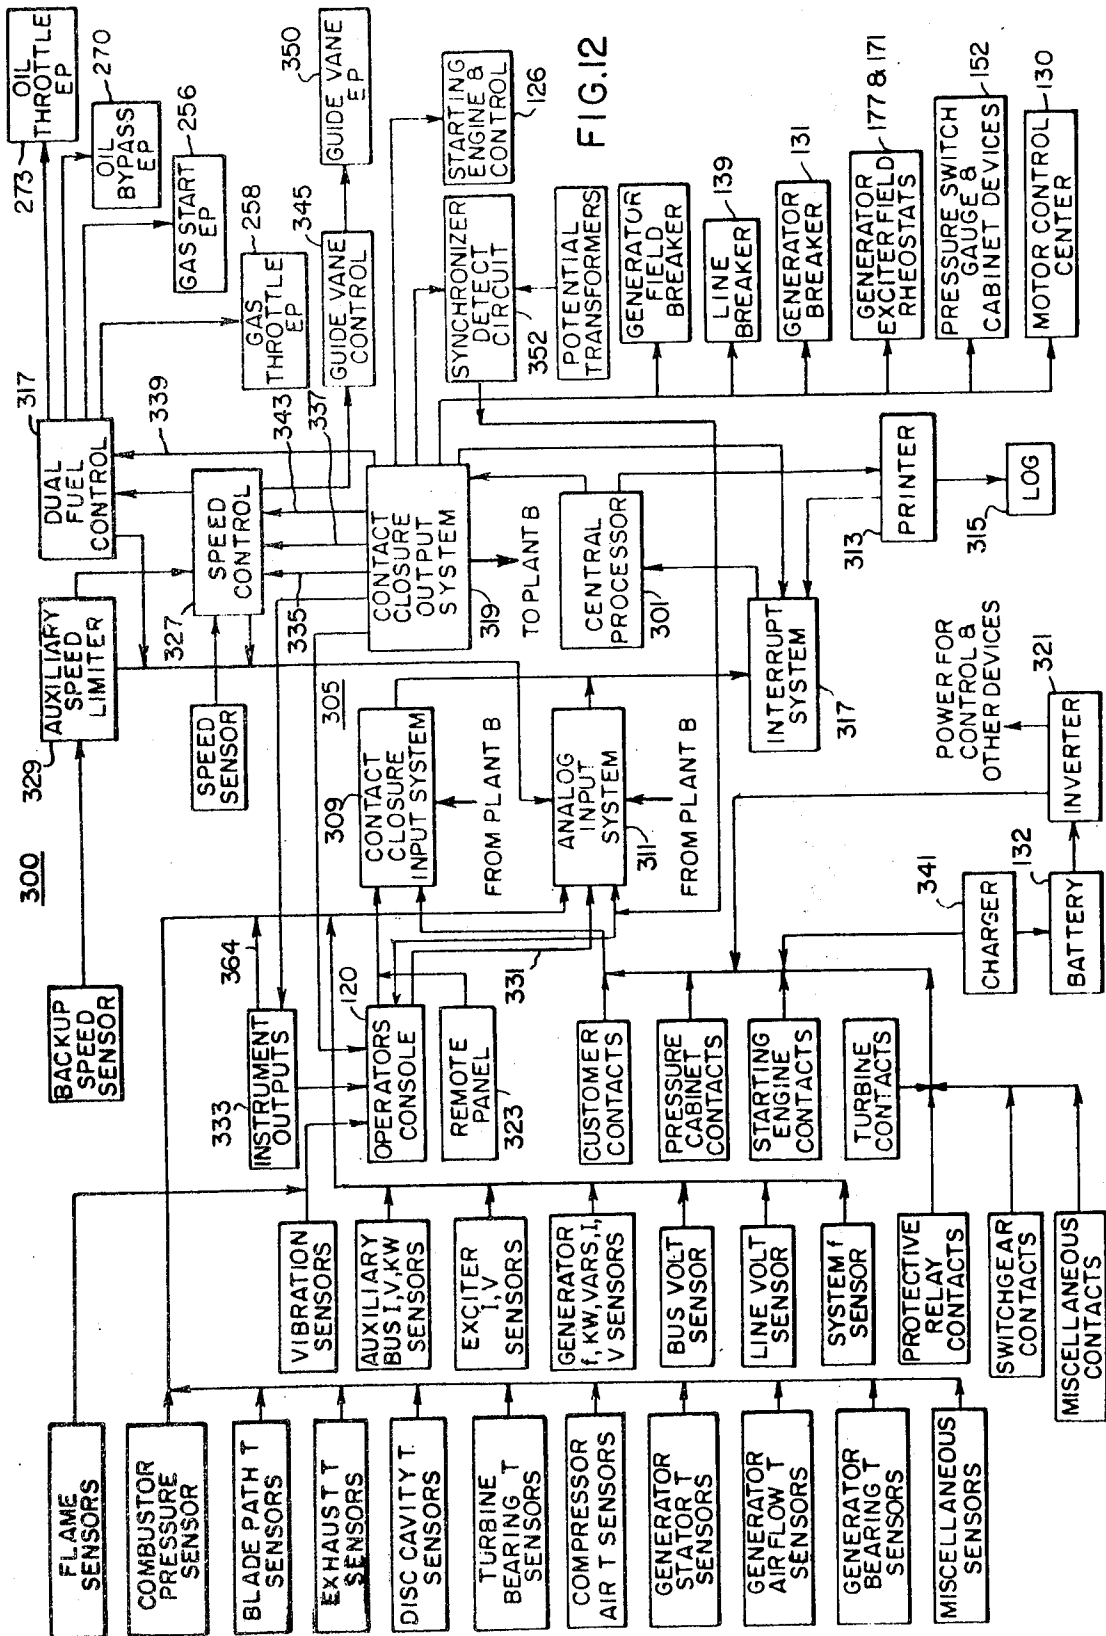 FIG.12
300
FLAME
SENSORS
COMBUSTOR
PRESSURE
SENSOR
BLADE PATH T
SENSORS
EXHAUST T
SENSORS
DISC CAVITY T.
SENSORS
TURBINE
BEARING T
SENSORS
COMPRESSOR
AIR T SENSORS
GENERATOR
STATOR T
SENSORS
GENERATOR
AIRFLOW T
SENSORS
GENERATOR
BEARING T
SENSORS
MISCELLANEOUS
SENSORS
VIBRATION
SENSORS
AUXILIARY
BUS I,V,KW
SENSORS
EXCITER
I,V
SENSORS
GENERATOR
f,KW,VARS,I,
V SENSORS
BUS VOLT
SENSOR
LINE VOLT
SENSOR
SYSTEM f
SENSOR
PROTECTIVE
RELAY
CONTACTS
SWITCHGEAR
CONTACTS
MISCELLANEOUS
CONTACTS
BACKUP
SPEED
SENSOR
333
INSTRUMENT
OUTPUTS
364
120
OPERATORS
CONSOLE
REMOTE
PANEL
323
331
CUSTOMER
CONTACTS
PRESSURE
CABINET
CONTACTS
STARTING
ENGINE
CONTACTS
TURBINE
CONTACTS
329
AUXILIARY
SPEED
LIMITER
SPEED
SENSOR
305
309
CONTACT
CLOSURE
INPUT SYSTEM
FROM PLANT B
ANALOG
INPUT
SYSTEM
311
FROM PLANT B
341
CHARGER
132
BATTERY
321
INVERTER
POWER FOR
CONTROL &
OTHER DEVICES
317
DUAL
FUEL
CONTROL
327
SPEED
CONTROL
339
343
337
335
CONTACT
CLOSURE
OUTPUT
SYSTEM
319
TO PLANT B
CENTRAL
PROCESSOR
301
INTERRUPT
SYSTEM
317
313
PRINTER
315
LOG
273
OIL
THROTTLE
EP
270
OIL
BYPASS
EP
256
GAS START
EP
258
GAS
THROTTLE
EP
345
GUIDE VANE
CONTROL
350
GUIDE VANE
EP
STARTING
ENGINE &
CONTROL
126
SYNCHRONIZER
DETECT
CIRCUIT
352
POTENTIAL
TRANSFORMERS
GENERATUR
FIELD
BREAKER
LINE
BREAKER
139
GENERATOR
BREAKER
131
GENERATOR
EXCITER FIELD
RHEOSTATS
177 & 171
PRESSURE SWITCH
GAUGE &
CABINET DEVICES
152
MOTOR CONTROL
CENTER
130